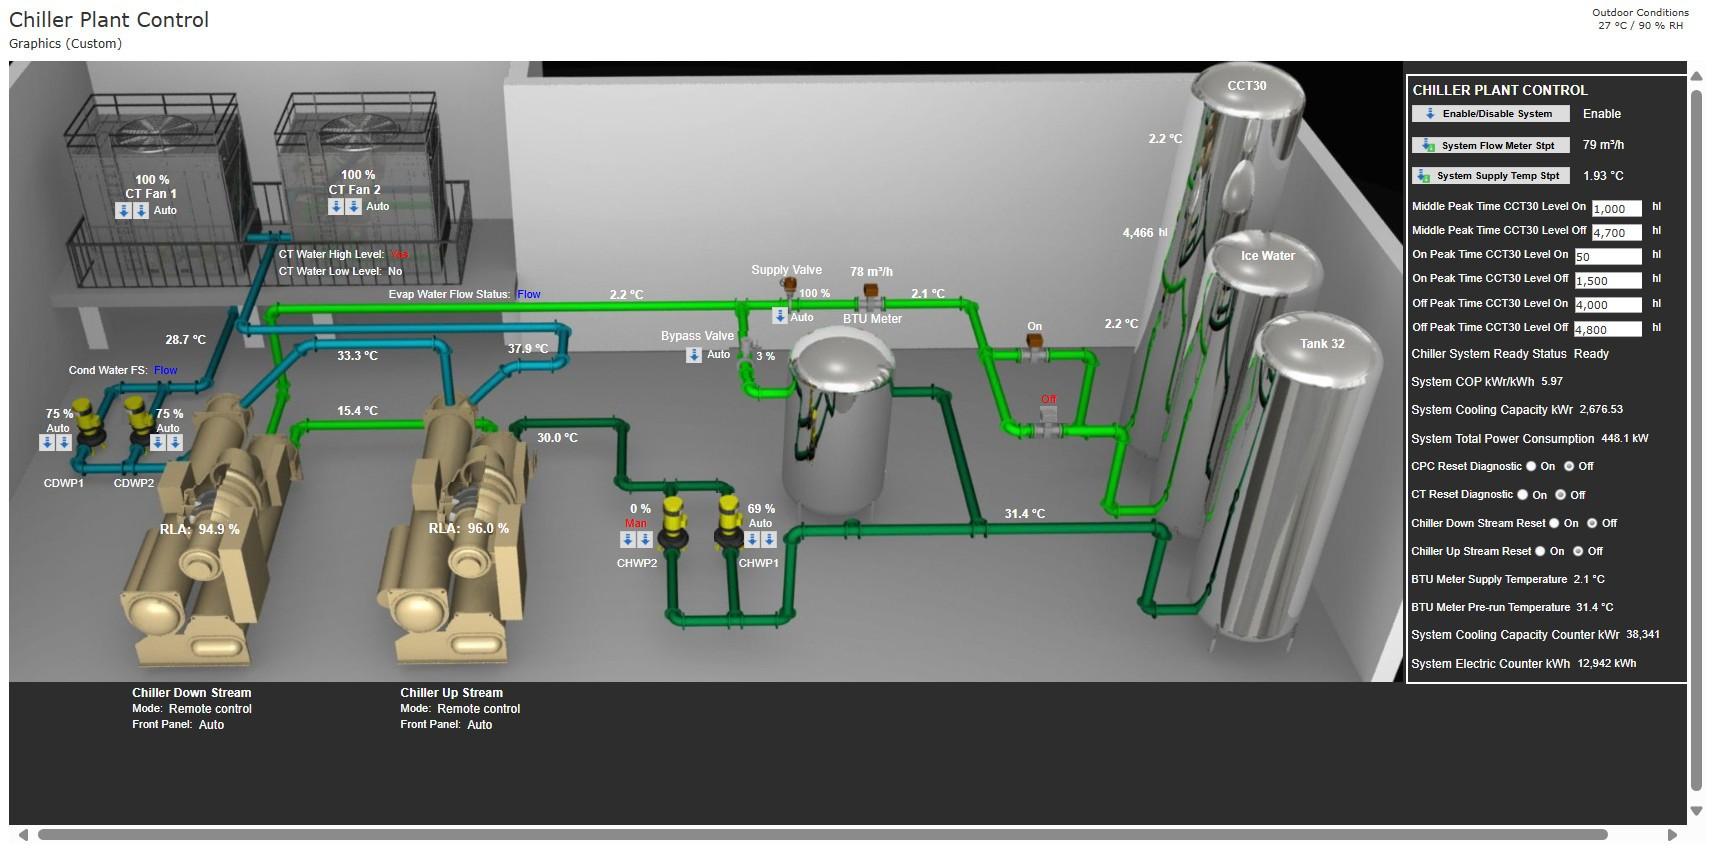 Chiller Plant Control
Graphics (Custom)
Outdoor Conditions
27 °C / 90 % RH
100 %
CT Fan 1
Auto
100 %
CT Fan 2
Auto
CT Water High Level: Yes
CT Water Low Level: No
Evap Water Flow Status: Flow
2.2 °C
Supply Valve
100 %
Auto
78 m³/h
BTU Meter
2.1 °C
CCT30
2.2 °C
4,466 hl
Ice Water
2.2 °C
Tank 32
28.7 °C
33.3 °C
37.9 °C
Bypass Valve
Auto
3 %
On
Off
Cond Water FS: Flow
75 %
Auto
75 %
Auto
CDWP1
CDWP2
15.4 °C
30.0 °C
RLA: 94.9 %
RLA: 96.0 %
0 %
Man
CHWP2
69 %
Auto
CHWP1
31.4 °C
Chiller Down Stream
Mode: Remote control
Front Panel: Auto
Chiller Up Stream
Mode: Remote control
Front Panel: Auto
CHILLER PLANT CONTROL
Enable/Disable System Enable
System Flow Meter Stpt 79 m³/h
System Supply Temp Stpt 1.93 °C
Middle Peak Time CCT30 Level On 1,000 hl
Middle Peak Time CCT30 Level Off 4,700 hl
On Peak Time CCT30 Level On 50 hl
On Peak Time CCT30 Level Off 1,500 hl
Off Peak Time CCT30 Level On 4,000 hl
Off Peak Time CCT30 Level Off 4,800 hl
Chiller System Ready Status Ready
System COP kWr/kWh 5.97
System Cooling Capacity kWr 2,676.53
System Total Power Consumption 448.1 kW
CPC Reset Diagnostic On Off
CT Reset Diagnostic On Off
Chiller Down Stream Reset On Off
Chiller Up Stream Reset On Off
BTU Meter Supply Temperature 2.1 °C
BTU Meter Pre-run Temperature 31.4 °C
System Cooling Capacity Counter kWr 38,341
System Electric Counter kWh 12,942 kWh